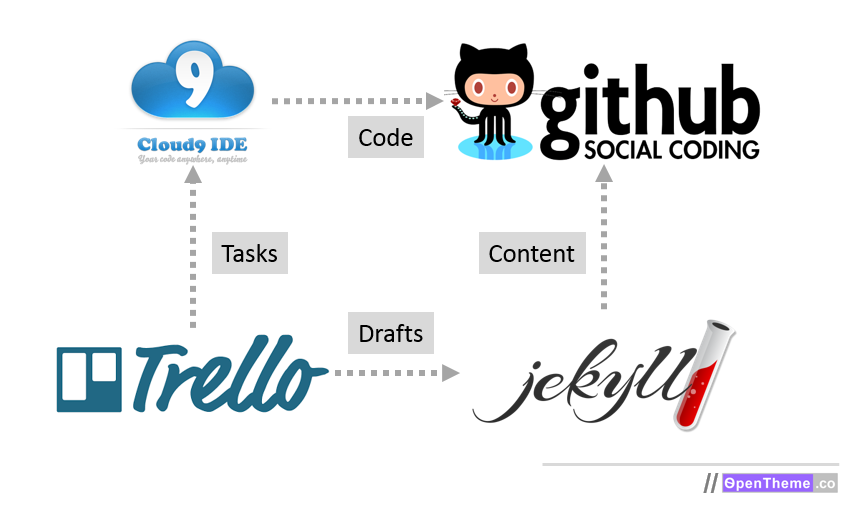 9
Cloud9 IDE
Your code anywhere, anytime
github
SOCIAL CODING
Code
Tasks
Content
Drafts
Trello
jekyll
// OpenTheme.co